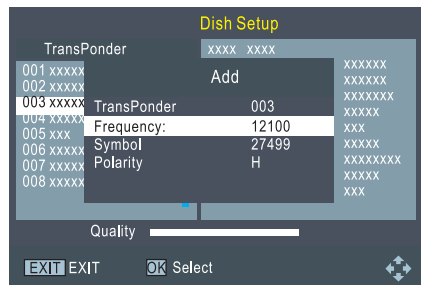 Dish Setup
TransPonder
xxxx xxxx
001 xxxxx
002 xxxxx
003 xxxxx
004 xxxxx
005 xxx
006 xxxxx
007 xxxxx
008 xxxxx
Add
TransPonder 003
Frequency: 12100
Symbol 27499
Polarity H
xxxxxx
xxxxxx
xxxxxxx
xxxxx
xxx
xxxxx
xxxxxxxx
xxxxx
xxx
Quality
EXIT EXIT
OK Select